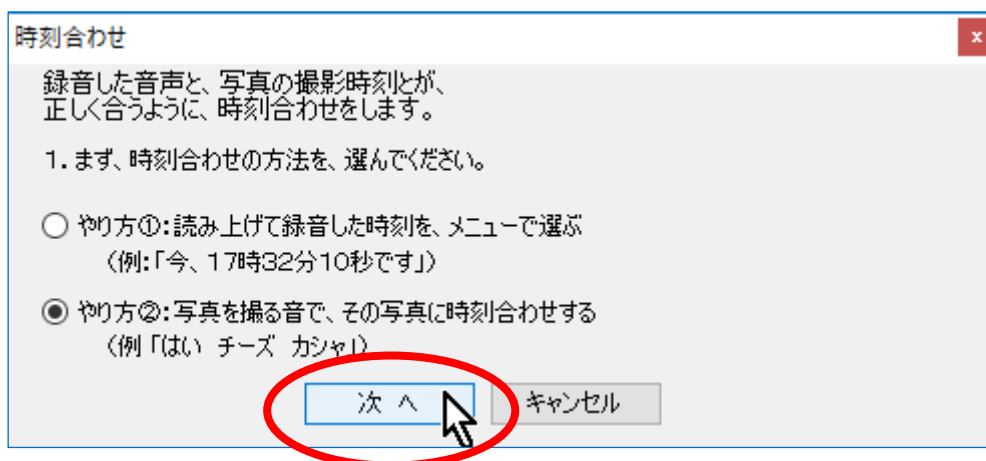 時刻合わせ
録音した音声と、写真の撮影時刻とが、
正しく合うように、時刻合わせをします。
1. まず、時刻合わせの方法を、選んでください。
やり方①:読み上げて録音した時刻を、メニューで選ぶ
(例:「今、17時32分10秒です」)
やり方②:写真を撮る音で、その写真に時刻合わせする
(例「はい チーズ カシャ」)
次 へ
キャンセル